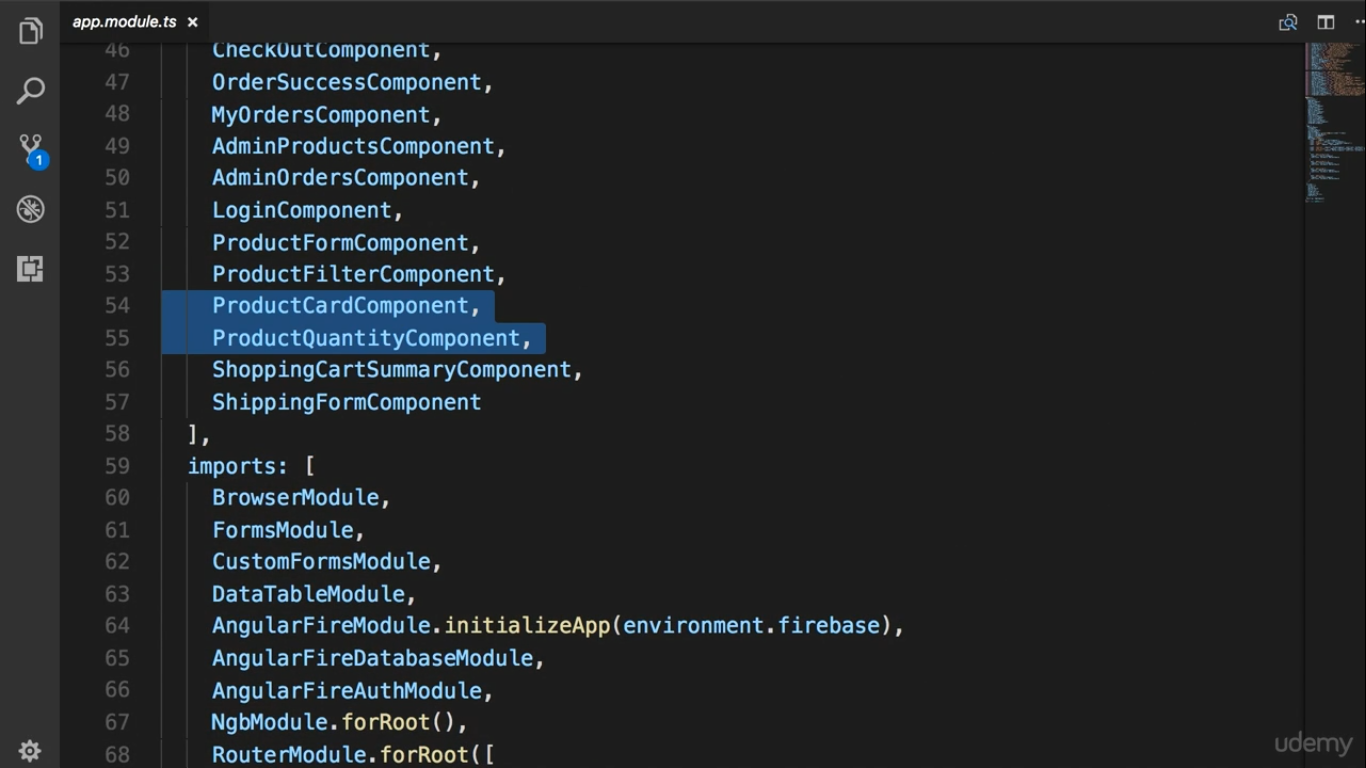 app.module.ts ×
46 CheckOutComponent,
47 OrderSuccessComponent,
48 MyOrdersComponent,
49 AdminProductsComponent,
50 AdminOrdersComponent,
51 LoginComponent,
52 ProductFormComponent,
53 ProductFilterComponent,
54 ProductCardComponent,
55 ProductQuantityComponent,
56 ShoppingCartSummaryComponent,
57 ShippingFormComponent
58 ],
59 imports: [
60 BrowserModule,
61 FormsModule,
62 CustomFormsModule,
63 DataTableModule,
64 AngularFireModule.initializeApp(environment.firebase),
65 AngularFireDatabaseModule,
66 AngularFireAuthModule,
67 NgbModule.forRoot(),
68 RouterModule.forRoot([
1
udemy